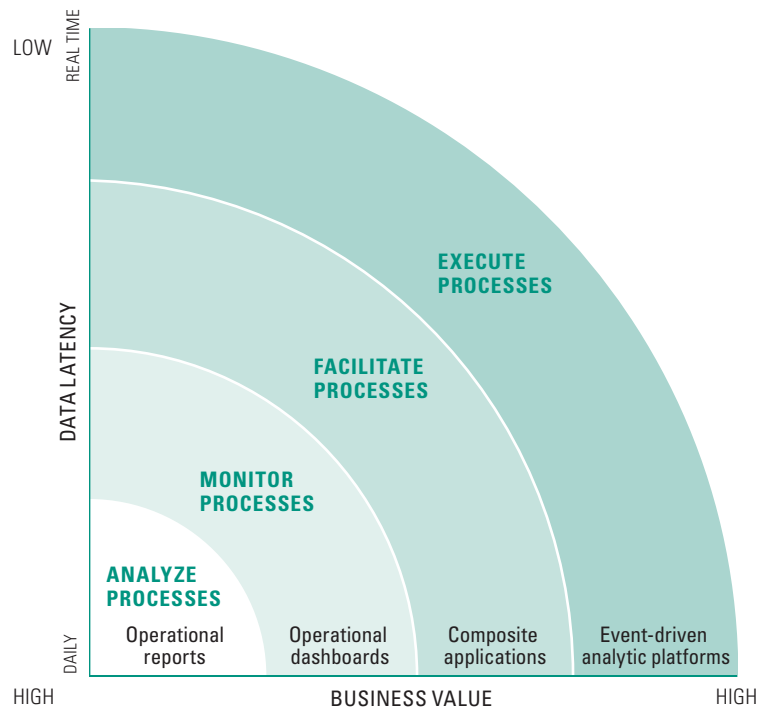 LOW
REAL TIME
EXECUTE
PROCESSES
FACILITATE
PROCESSES
DATA LATENCY
MONITOR
PROCESSES
ANALYZE
PROCESSES
DAILY
Operational
reports
Operational
dashboards
Composite
applications
Event-driven
analytic platforms
HIGH
BUSINESS VALUE
HIGH